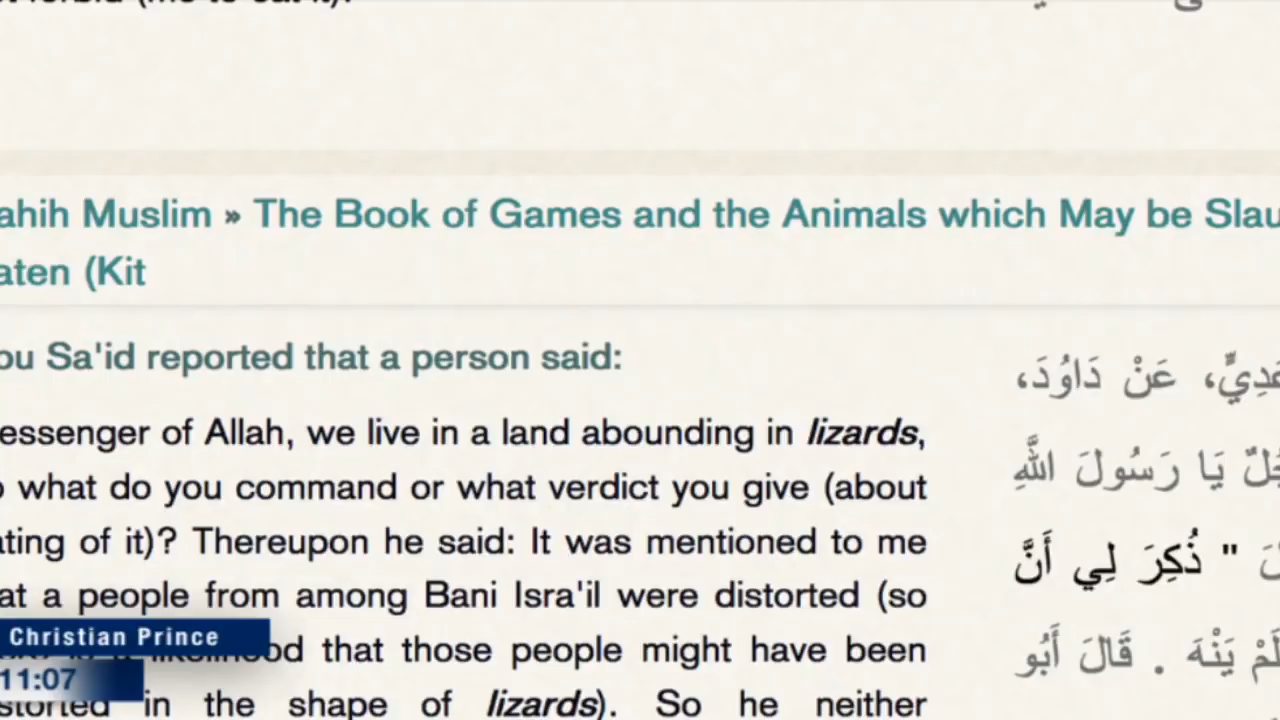 ahih Muslim » The Book of Games and the Animals which May be Slau
aten (Kit
ou Sa'id reported that a person said:
essenger of Allah, we live in a land abounding in lizards,
o what do you command or what verdict you give (about
ating of it)? Thereupon he said: It was mentioned to me
at a people from among Bani Isra'il were distorted (so
likelihood that those people might have been
storted in the shape of lizards). So he neither
عَدِيٍّ، عَنْ دَاوُدَ،
يَا رَسُولَ اللَّهِ
" ذُكِرَ لِي أَنَّ
لَمْ يَنْهَ . قَالَ أَبُو
Christian Prince
11:07